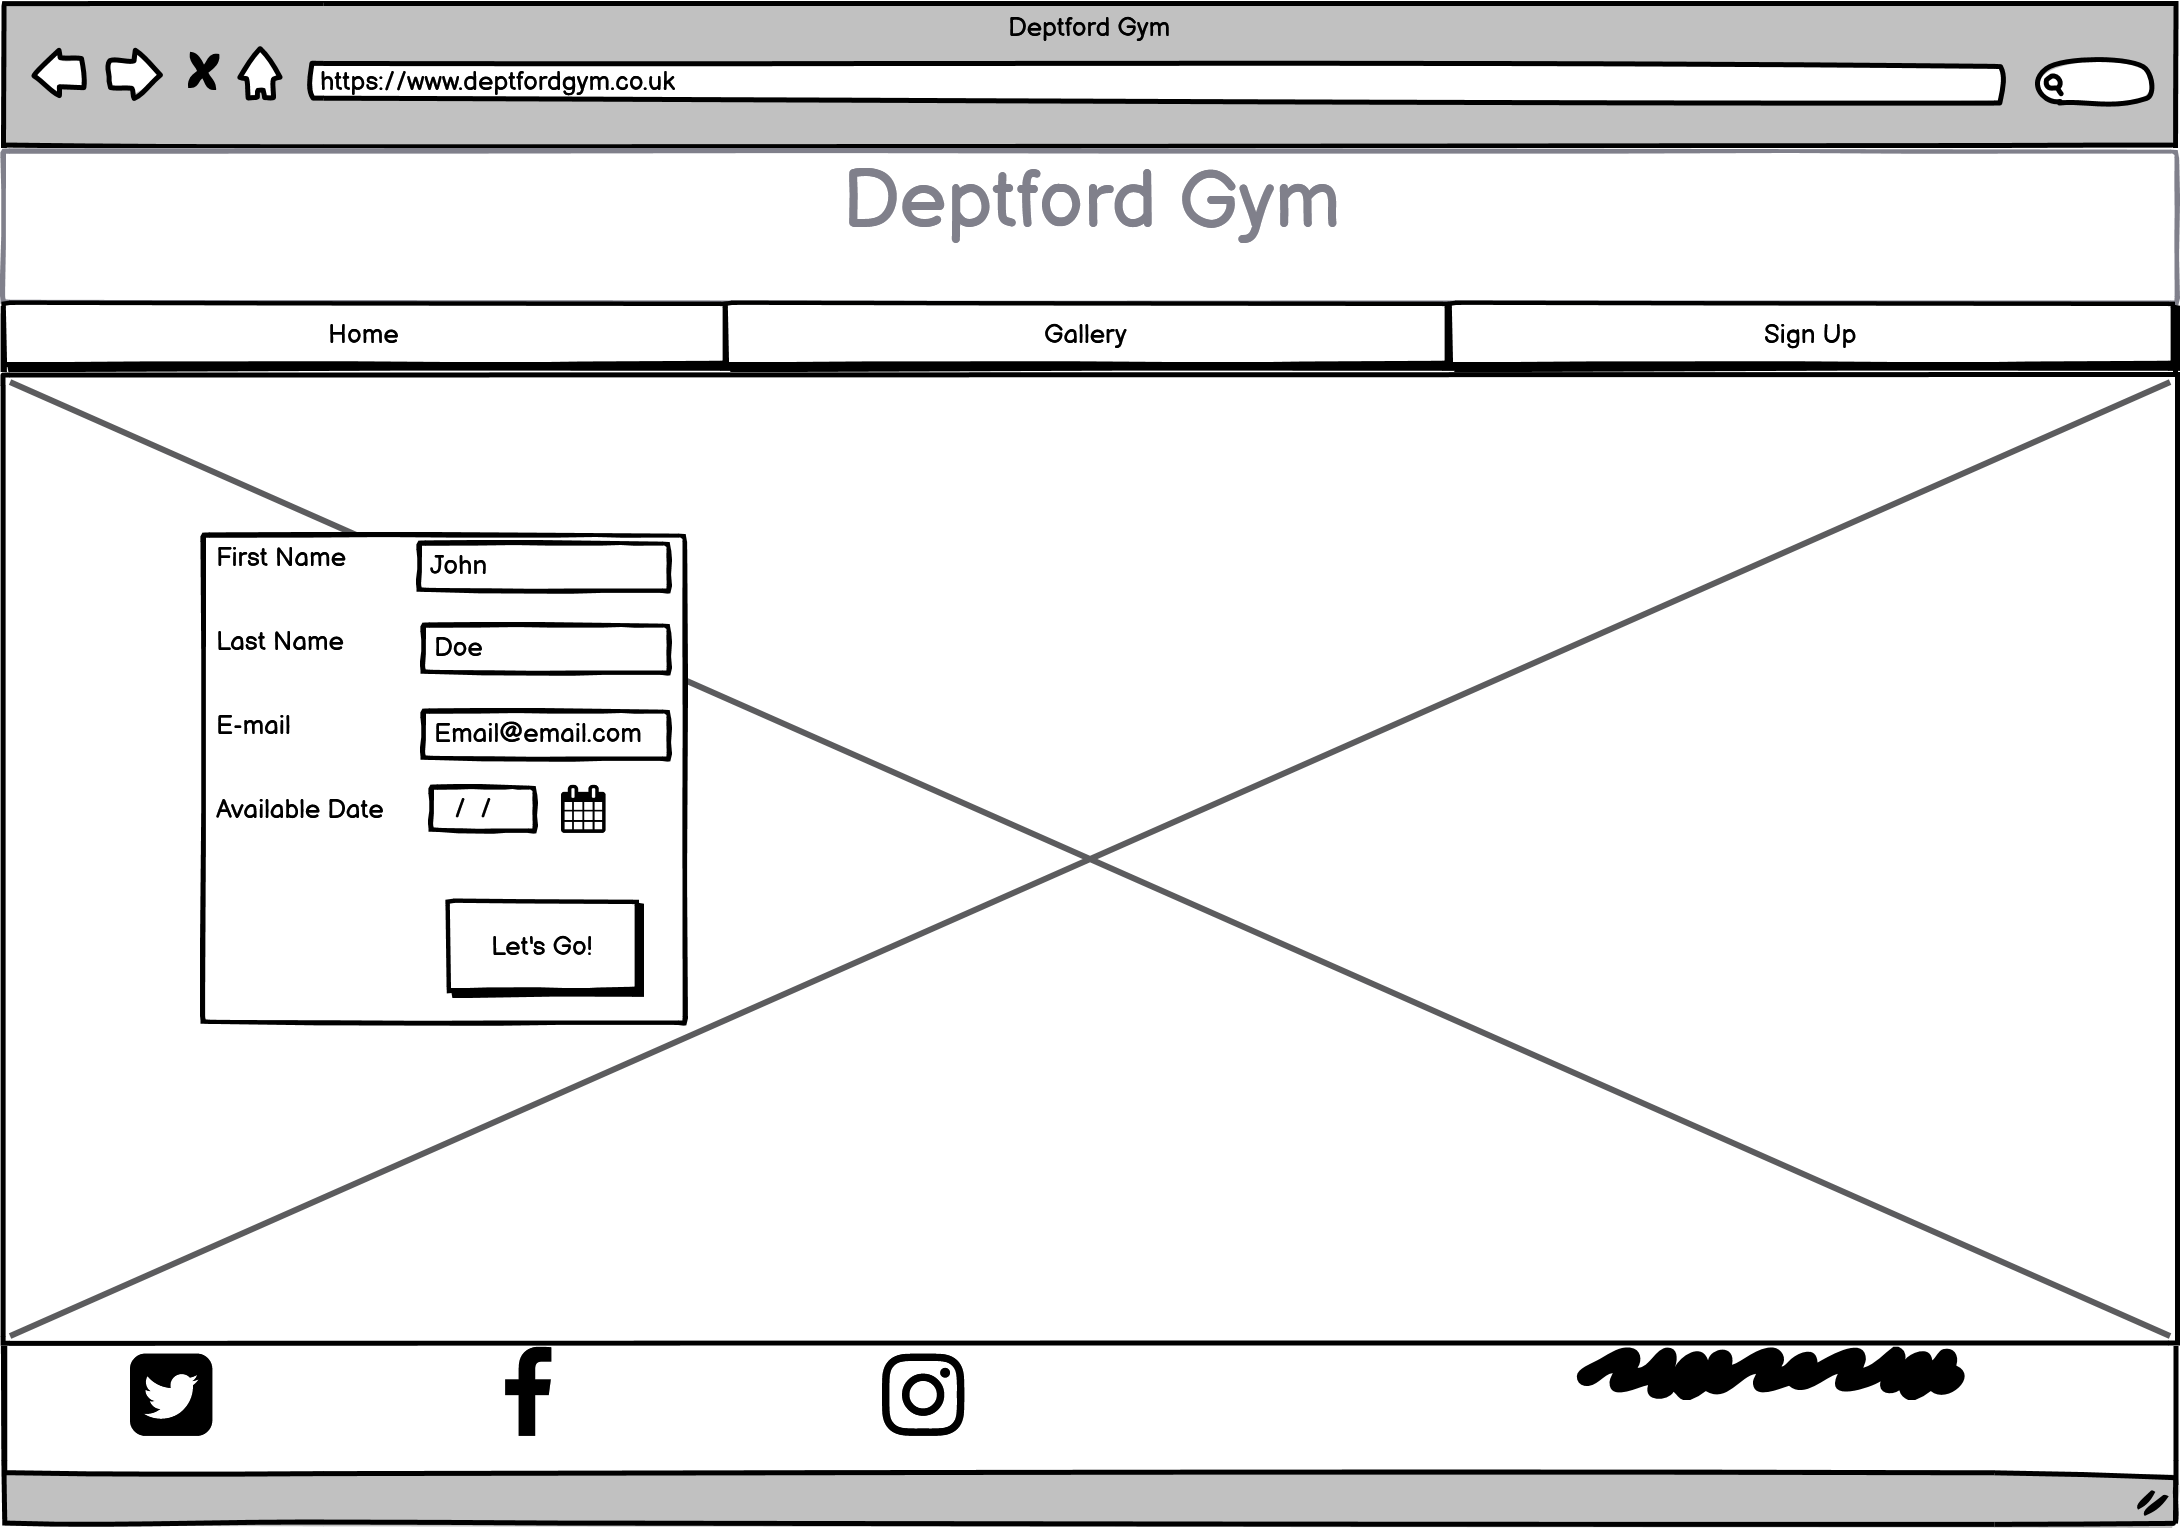 Deptford Gym
https://www.deptfordgym.co.uk
Deptford Gym
Home Gallery Sign Up
First Name John
Last Name Doe
E-mail Email@email.com
Available Date / /
Let's Go!